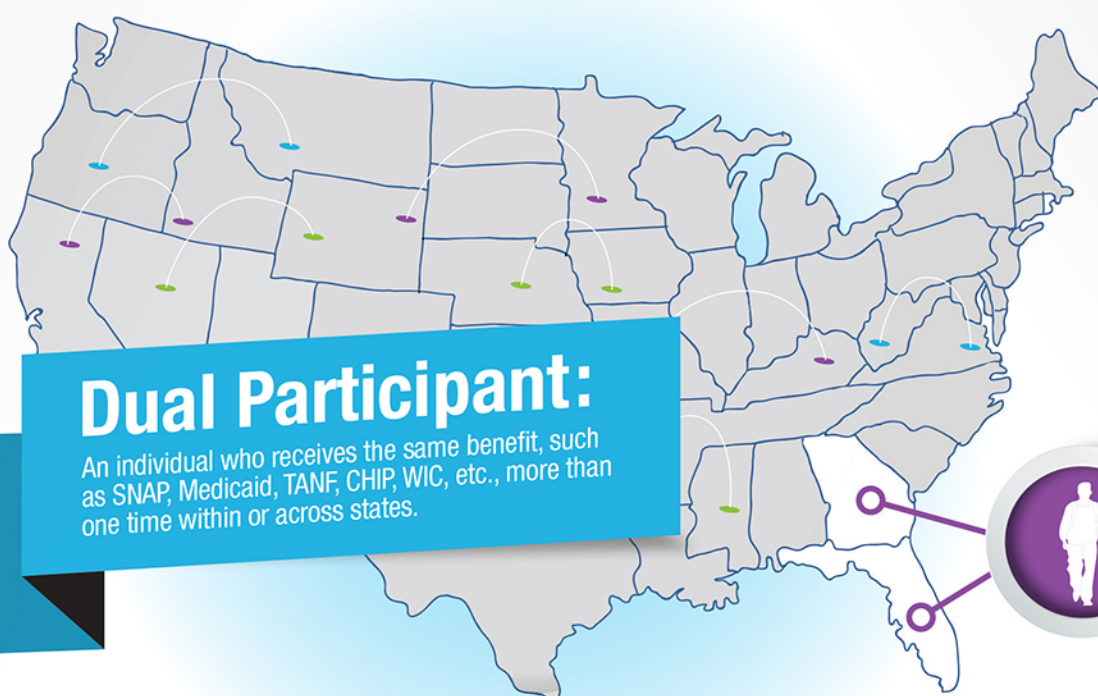 Dual Participant:
An individual who receives the same benefit, such
as SNAP, Medicaid, TANF, CHIP, WIC, etc., more than
one time within or across states.